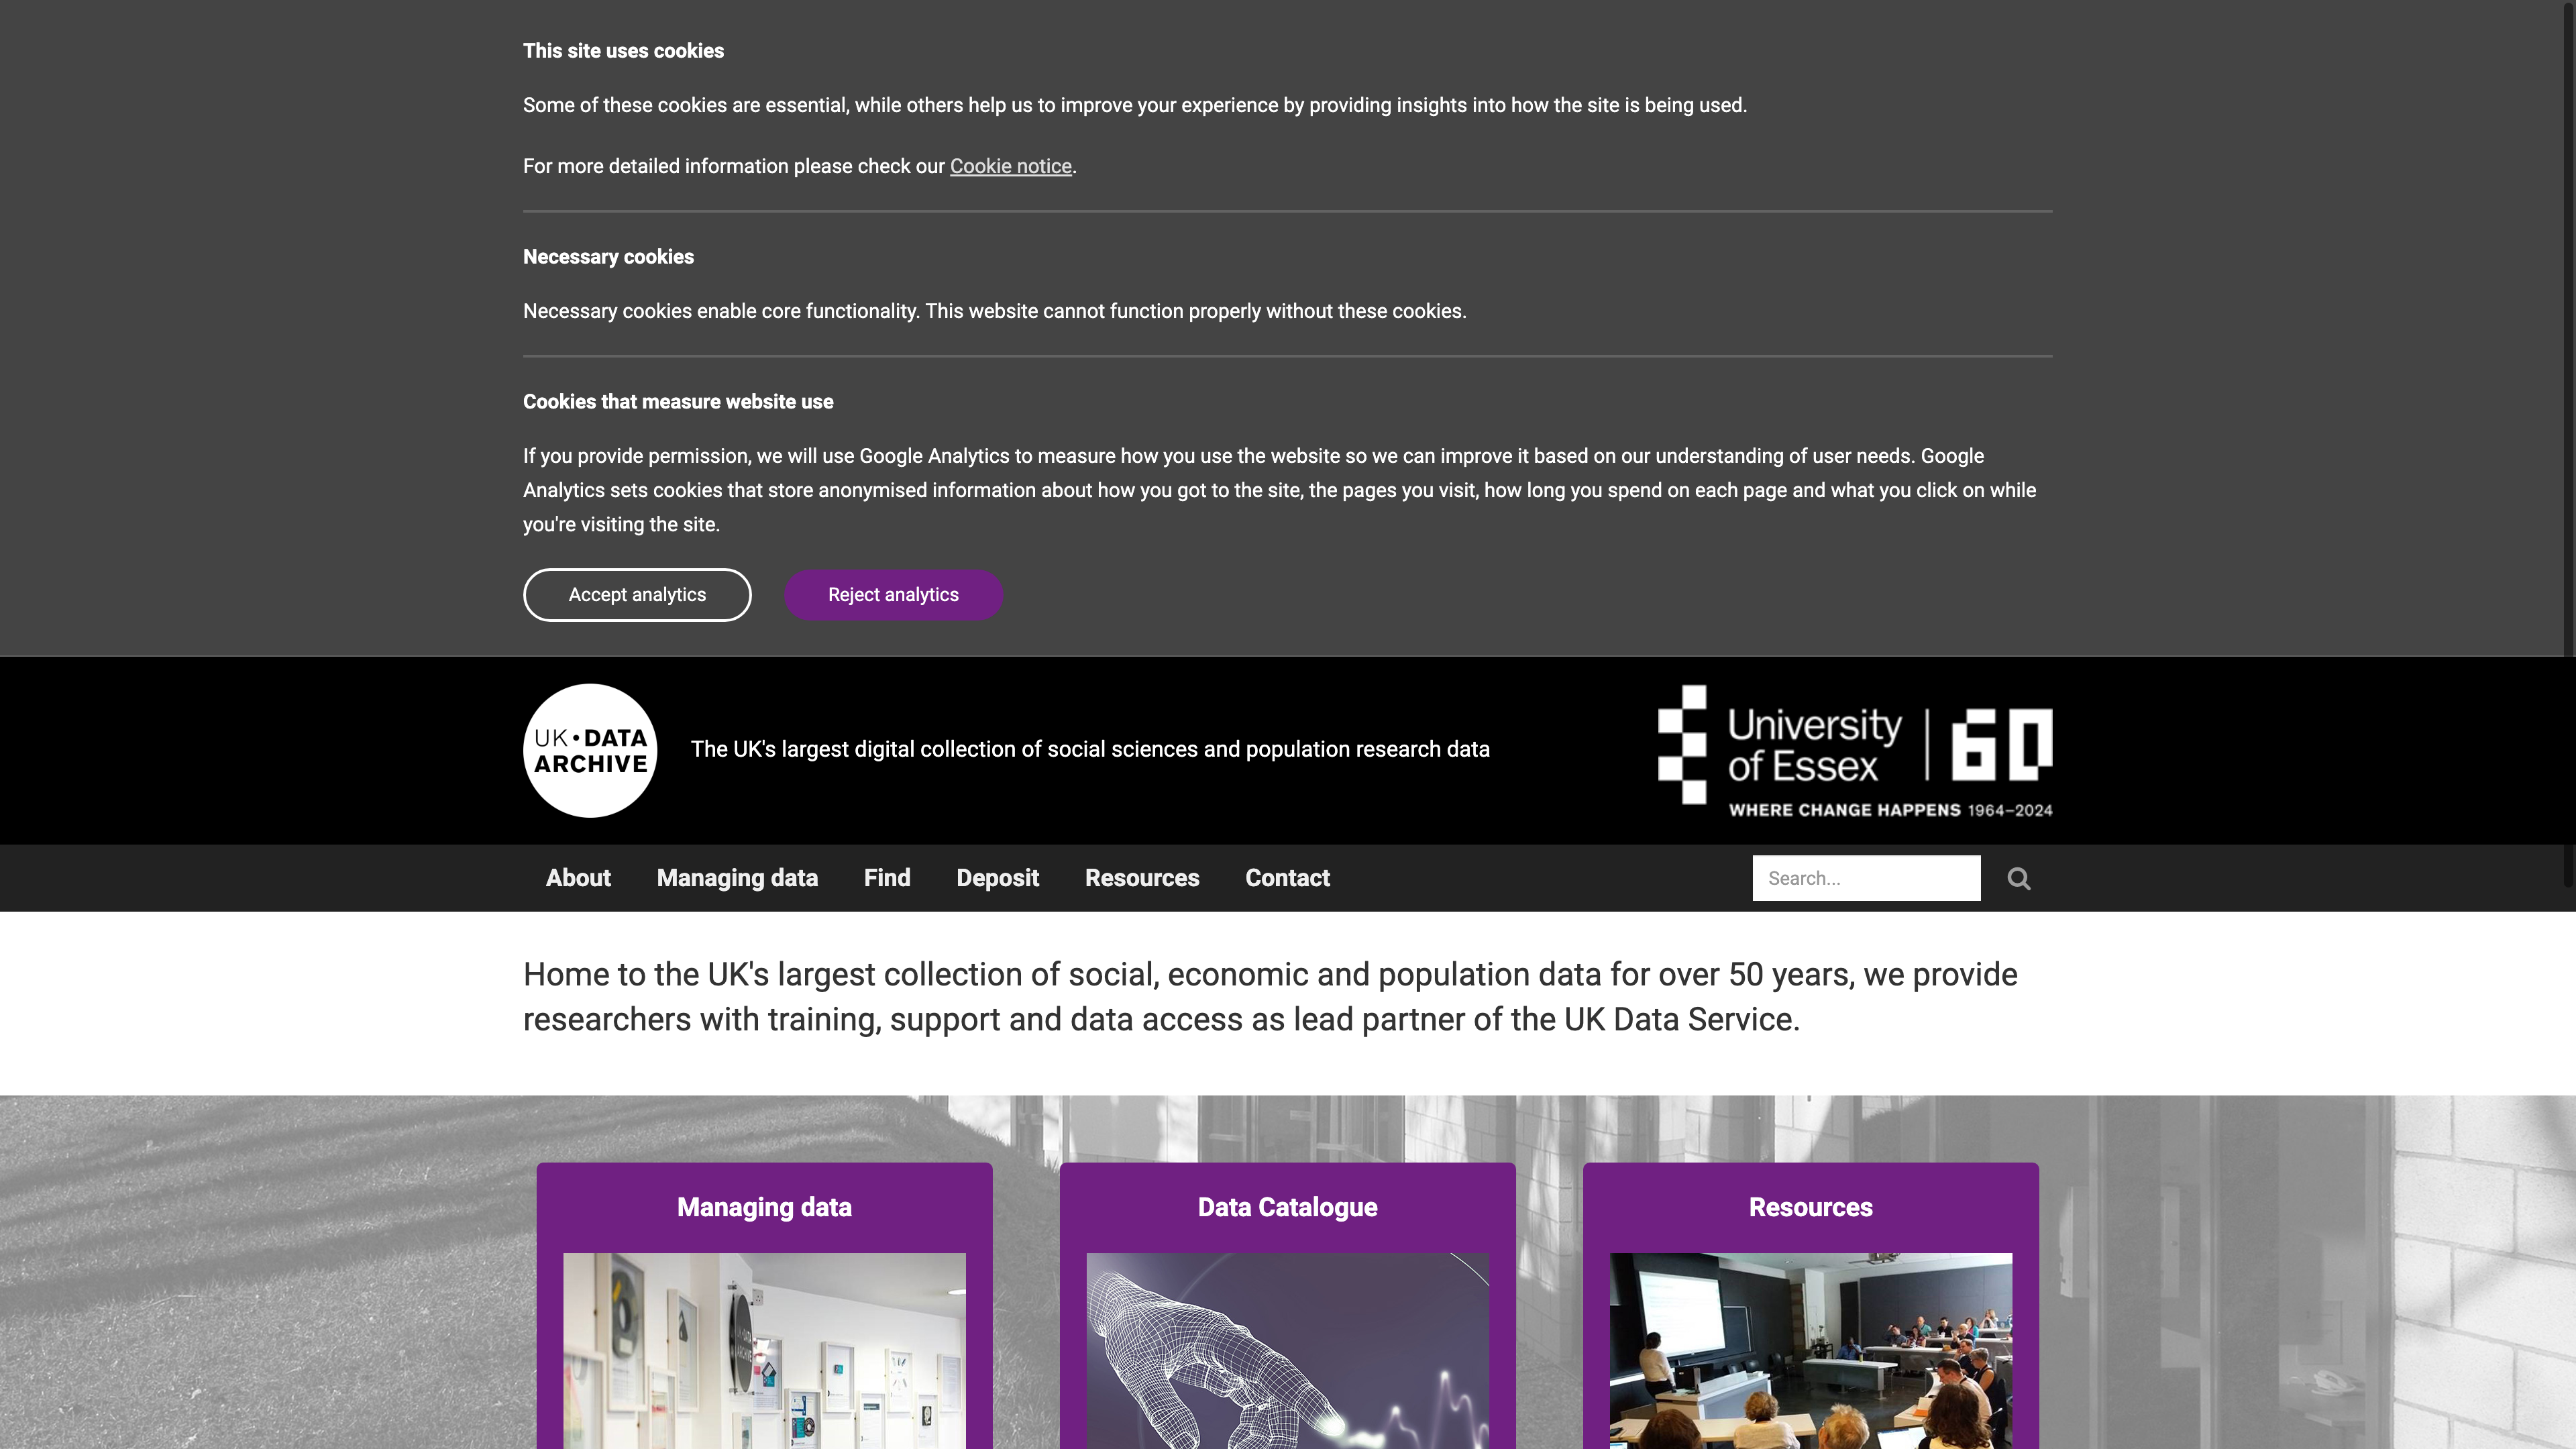 This site uses cookies
Some of these cookies are essential, while others help us to improve your experience by providing insights into how the site is being used.
For more detailed information please check our Cookie notice.
Necessary cookies
Necessary cookies enable core functionality. This website cannot function properly without these cookies.
Cookies that measure website use
If you provide permission, we will use Google Analytics to measure how you use the website so we can improve it based on our understanding of user needs. Google
Analytics sets cookies that store anonymised information about how you got to the site, the pages you visit, how long you spend on each page and what you click on while
you're visiting the site.
Accept analytics
Reject analytics
UK•DATA
ARCHIVE
The UK's largest digital collection of social sciences and population research data
University
of Essex
60
WHERE CHANGE HAPPENS 1964–2024
About
Managing data
Find
Deposit
Resources
Contact
Search...
Home to the UK's largest collection of social, economic and population data for over 50 years, we provide
researchers with training, support and data access as lead partner of the UK Data Service.
Managing data
Data Catalogue
Resources